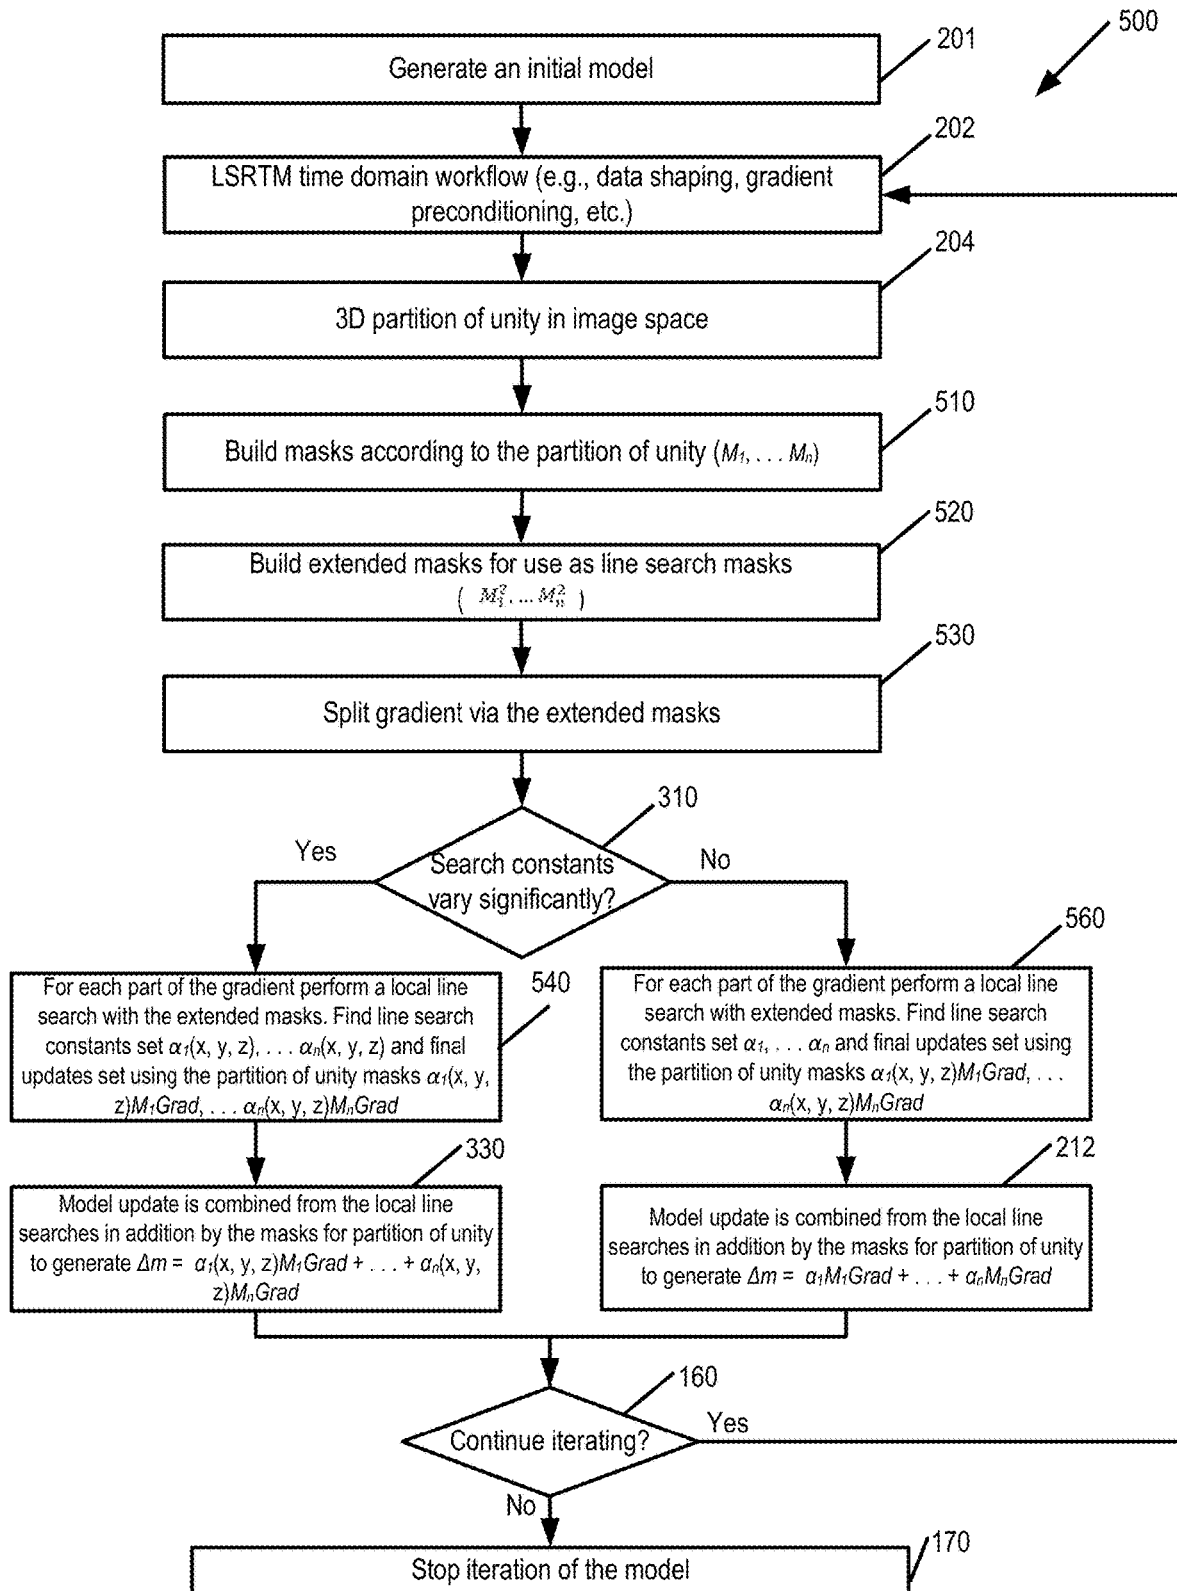 500
201
Generate an initial model
202
LSRTM time domain workflow (e.g., data shaping, gradient
preconditioning, etc.)
204
3D partition of unity in image space
510
Build masks according to the partition of unity (M₁, . . . Mₙ)
520
Build extended masks for use as line search masks
( M₁², ... Mₙ² )
530
Split gradient via the extended masks
310
Yes
No
Search constants
vary significantly?
540
For each part of the gradient perform a local line
search with the extended masks. Find line search
constants set α₁(x, y, z), . . . αₙ(x, y, z) and final
updates set using the partition of unity masks α₁(x, y,
z)M₁Grad, . . . αₙ(x, y, z)MₙGrad
560
For each part of the gradient perform a local line
search with extended masks. Find line search
constants set α₁, . . . αₙ and final updates set using
the partition of unity masks α₁(x, y, z)M₁Grad, . . .
αₙ(x, y, z)MₙGrad
330
Model update is combined from the local line
searches in addition by the masks for partition of unity
to generate Δm = α₁(x, y, z)M₁Grad + . . . + αₙ(x, y,
z)MₙGrad
212
Model update is combined from the local line
searches in addition by the masks for partition of unity
to generate Δm = α₁M₁Grad + . . . + αₙMₙGrad
160
Continue iterating?
Yes
No
170
Stop iteration of the model